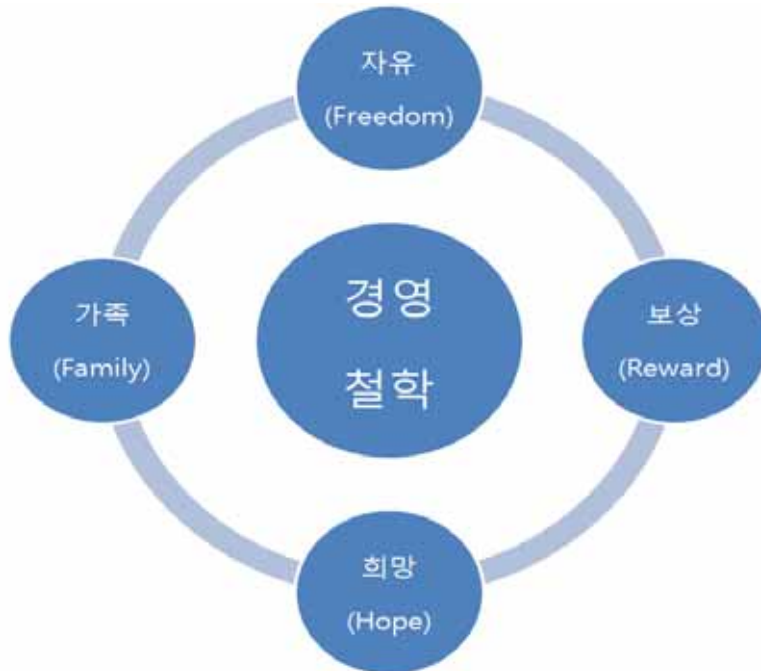 자유
(Freedom)
가족
(Family)
경영
철학
보상
(Reward)
희망
(Hope)